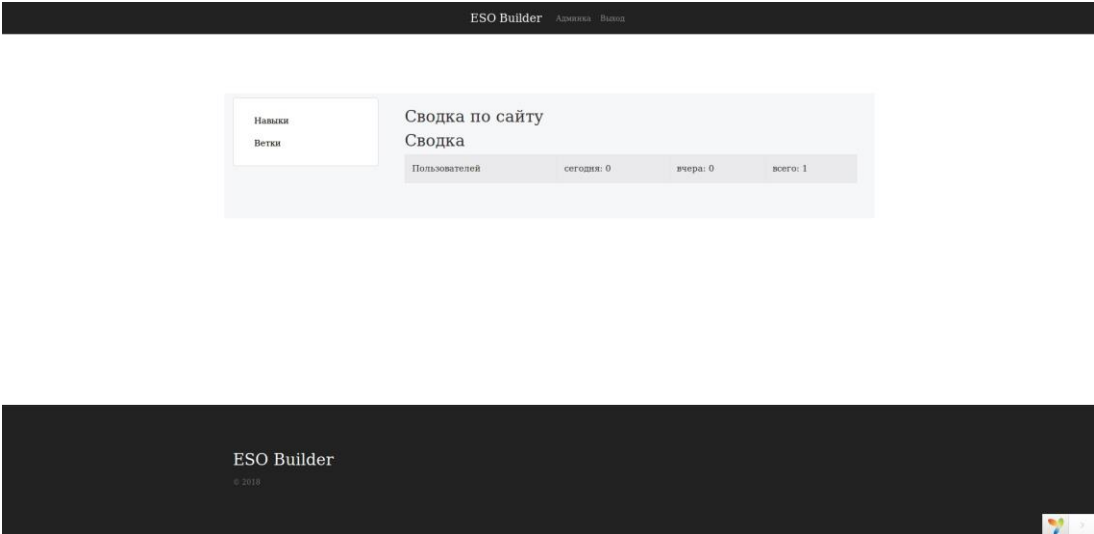 ESO Builder Админка Выход
Навыки
Ветки
Сводка по сайту
Сводка
Пользователей сегодня: 0 вчера: 0 всего: 1
ESO Builder
© 2018